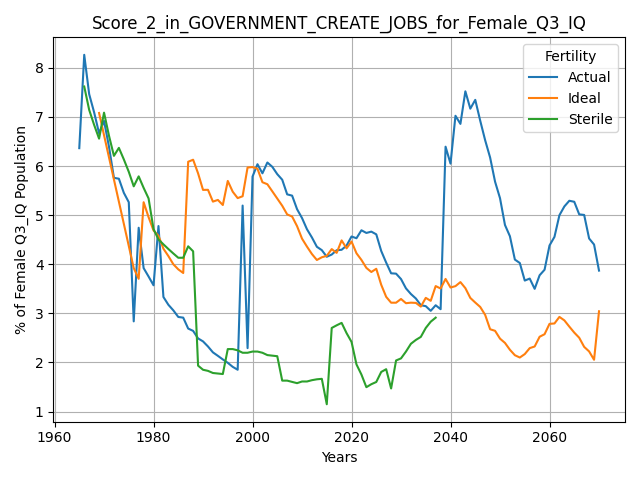 Score_2_in_GOVERNMENT_CREATE_JOBS_for_Female_Q3_IQ
Fertility
Actual
Ideal
Sterile
% of Female Q3_IQ Population
8
7
6
5
4
3
2
1
1960
1980
2000
2020
2040
2060
Years